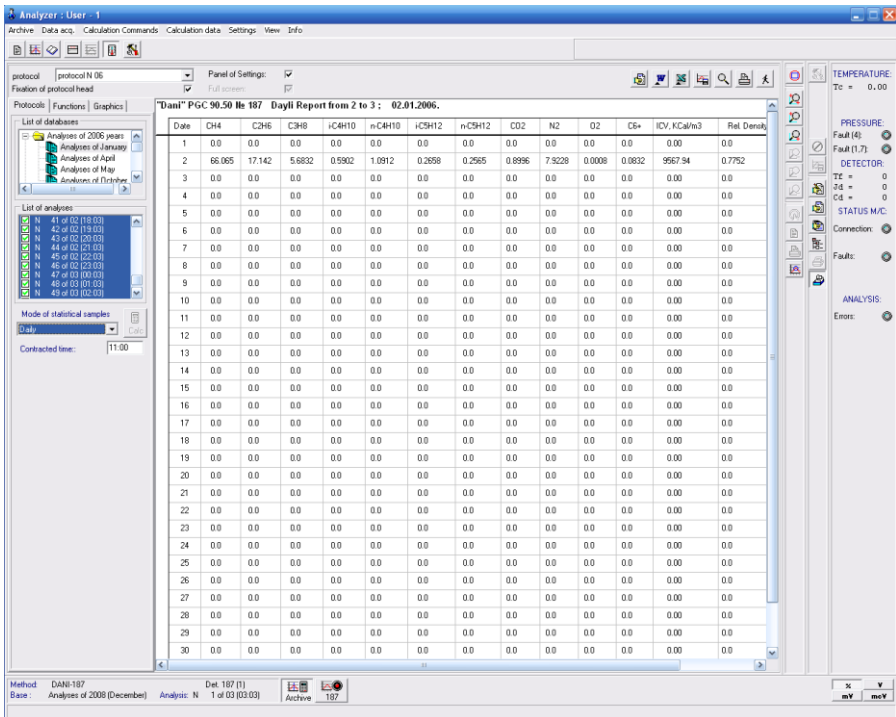 Analyzer : User - 1
Archive Data acq. Calculation Commands Calculation data Settings View Info
protocol protocol N 06 Panel of Settings:
Fixation of protocol head Full screen:
Protocols Functions Graphics
List of databases
Analyses of 2006 years
Analyses of January
Analyses of April
Analyses of May
Analyses of October
List of analyses
N 41 of 02 (18:03)
N 42 of 02 (19:03)
N 43 of 02 (20:03)
N 44 of 02 (21:03)
N 45 of 02 (22:03)
N 46 of 02 (23:03)
N 47 of 03 (00:03)
N 48 of 03 (01:03)
N 49 of 03 (02:03)
Mode of statistical samples
Daily Calc
Contracted time:: 11:00
"Dani" PGC 90.50 № 187 Dayli Report from 2 to 3 ; 02.01.2006.
Date CH4 C2H6 C3H8 i-C4H10 n-C4H10 i-C5H12 n-C5H12 CO2 N2 O2 C6+ ICV, KCal/m3 Rel. Density
1 0.0 0.0 0.0 0.0 0.0 0.0 0.0 0.0 0.0 0.0 0.0 0.00 0.0
2 66.065 17.142 5.6832 0.5902 1.0912 0.2658 0.2565 0.8996 7.9228 0.0008 0.0832 9567.94 0.7752
3 0.0 0.0 0.0 0.0 0.0 0.0 0.0 0.0 0.0 0.0 0.0 0.00 0.0
4 0.0 0.0 0.0 0.0 0.0 0.0 0.0 0.0 0.0 0.0 0.0 0.00 0.0
5 0.0 0.0 0.0 0.0 0.0 0.0 0.0 0.0 0.0 0.0 0.0 0.00 0.0
6 0.0 0.0 0.0 0.0 0.0 0.0 0.0 0.0 0.0 0.0 0.0 0.00 0.0
7 0.0 0.0 0.0 0.0 0.0 0.0 0.0 0.0 0.0 0.0 0.0 0.00 0.0
8 0.0 0.0 0.0 0.0 0.0 0.0 0.0 0.0 0.0 0.0 0.0 0.00 0.0
9 0.0 0.0 0.0 0.0 0.0 0.0 0.0 0.0 0.0 0.0 0.0 0.00 0.0
10 0.0 0.0 0.0 0.0 0.0 0.0 0.0 0.0 0.0 0.0 0.0 0.00 0.0
11 0.0 0.0 0.0 0.0 0.0 0.0 0.0 0.0 0.0 0.0 0.0 0.00 0.0
12 0.0 0.0 0.0 0.0 0.0 0.0 0.0 0.0 0.0 0.0 0.0 0.00 0.0
13 0.0 0.0 0.0 0.0 0.0 0.0 0.0 0.0 0.0 0.0 0.0 0.00 0.0
14 0.0 0.0 0.0 0.0 0.0 0.0 0.0 0.0 0.0 0.0 0.0 0.00 0.0
15 0.0 0.0 0.0 0.0 0.0 0.0 0.0 0.0 0.0 0.0 0.0 0.00 0.0
16 0.0 0.0 0.0 0.0 0.0 0.0 0.0 0.0 0.0 0.0 0.0 0.00 0.0
17 0.0 0.0 0.0 0.0 0.0 0.0 0.0 0.0 0.0 0.0 0.0 0.00 0.0
18 0.0 0.0 0.0 0.0 0.0 0.0 0.0 0.0 0.0 0.0 0.0 0.00 0.0
19 0.0 0.0 0.0 0.0 0.0 0.0 0.0 0.0 0.0 0.0 0.0 0.00 0.0
20 0.0 0.0 0.0 0.0 0.0 0.0 0.0 0.0 0.0 0.0 0.0 0.00 0.0
21 0.0 0.0 0.0 0.0 0.0 0.0 0.0 0.0 0.0 0.0 0.0 0.00 0.0
22 0.0 0.0 0.0 0.0 0.0 0.0 0.0 0.0 0.0 0.0 0.0 0.00 0.0
23 0.0 0.0 0.0 0.0 0.0 0.0 0.0 0.0 0.0 0.0 0.0 0.00 0.0
24 0.0 0.0 0.0 0.0 0.0 0.0 0.0 0.0 0.0 0.0 0.0 0.00 0.0
25 0.0 0.0 0.0 0.0 0.0 0.0 0.0 0.0 0.0 0.0 0.0 0.00 0.0
26 0.0 0.0 0.0 0.0 0.0 0.0 0.0 0.0 0.0 0.0 0.0 0.00 0.0
27 0.0 0.0 0.0 0.0 0.0 0.0 0.0 0.0 0.0 0.0 0.0 0.00 0.0
28 0.0 0.0 0.0 0.0 0.0 0.0 0.0 0.0 0.0 0.0 0.0 0.00 0.0
29 0.0 0.0 0.0 0.0 0.0 0.0 0.0 0.0 0.0 0.0 0.0 0.00 0.0
30 0.0 0.0 0.0 0.0 0.0 0.0 0.0 0.0 0.0 0.0 0.0 0.00 0.0
TEMPERATURE:
Tc = 0.00
PRESSURE:
Fault (4):
Fault (1,7):
DETECTOR:
Tf = 0
Jd = 0
Cd = 0
STATUS M/C:
Connection:
Faults:
ANALYSIS:
Errors:
Method: DANI-187 Det. 187 (1)
Base : Analyses of 2008 (December) Analysis: N 1 of 03 (03:03)
Archive 187
% V
mV mcV